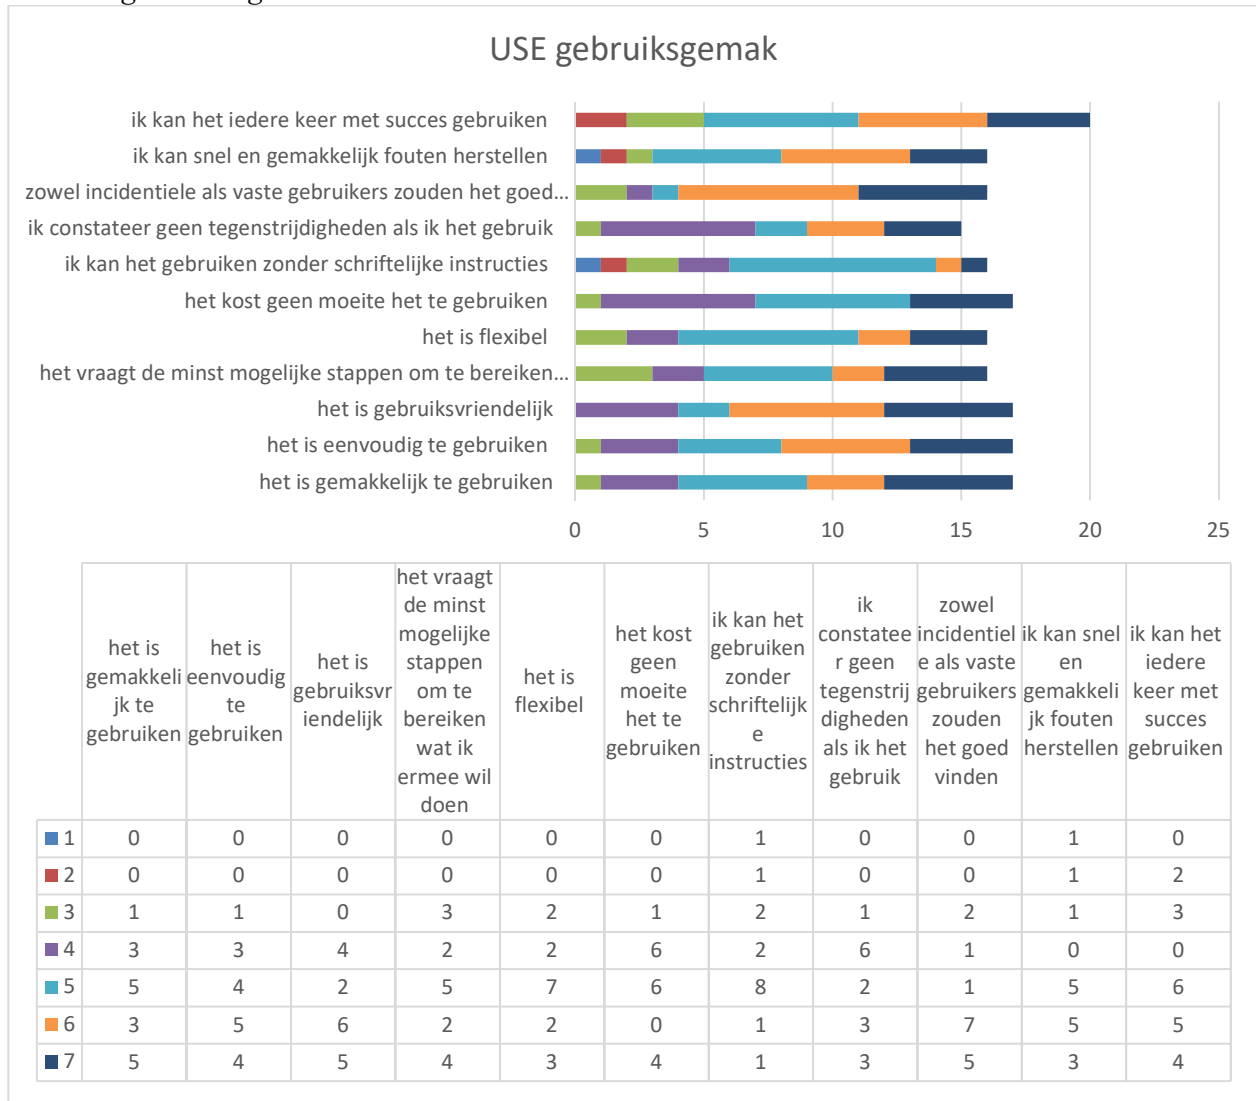 USE gebruiksgemak
ik kan het iedere keer met succes gebruiken
ik kan snel en gemakkelijk fouten herstellen
zowel incidentiele als vaste gebruikers zouden het goed...
ik constateer geen tegenstrijdigheden als ik het gebruik
ik kan het gebruiken zonder schriftelijke instructies
het kost geen moeite het te gebruiken
het is flexibel
het vraagt de minst mogelijke stappen om te bereiken...
het is gebruiksvriendelijk
het is eenvoudig te gebruiken
het is gemakkelijk te gebruiken
0 5 10 15 20 25
het is
gemakkeli
jk te
gebruiken
het is
eenvoudig
te
gebruiken
het is
gebruiksvr
iendelijk
het vraagt
de minst
mogelijke
stappen
om te
bereiken
wat ik
ermee wil
doen
het is
flexibel
het kost
geen
moeite
het te
gebruiken
ik kan het
gebruiken
zonder
schriftelijk
e
instructies
ik
constatee
r geen
tegenstrij
digheden
als ik het
gebruik
zowel
incidentiel
e als vaste
gebruikers
zouden
het goed
vinden
ik kan snel
en
gemakkeli
jk fouten
herstellen
ik kan het
iedere
keer met
succes
gebruiken
1 0 0 0 0 0 0 1 0 0 1 0
2 0 0 0 0 0 0 1 0 0 1 2
3 1 1 0 3 2 1 2 1 2 1 3
4 3 3 4 2 2 6 2 6 1 0 0
5 5 4 2 5 7 6 8 2 1 5 6
6 3 5 6 2 2 0 1 3 7 5 5
7 5 4 5 4 3 4 1 3 5 3 4